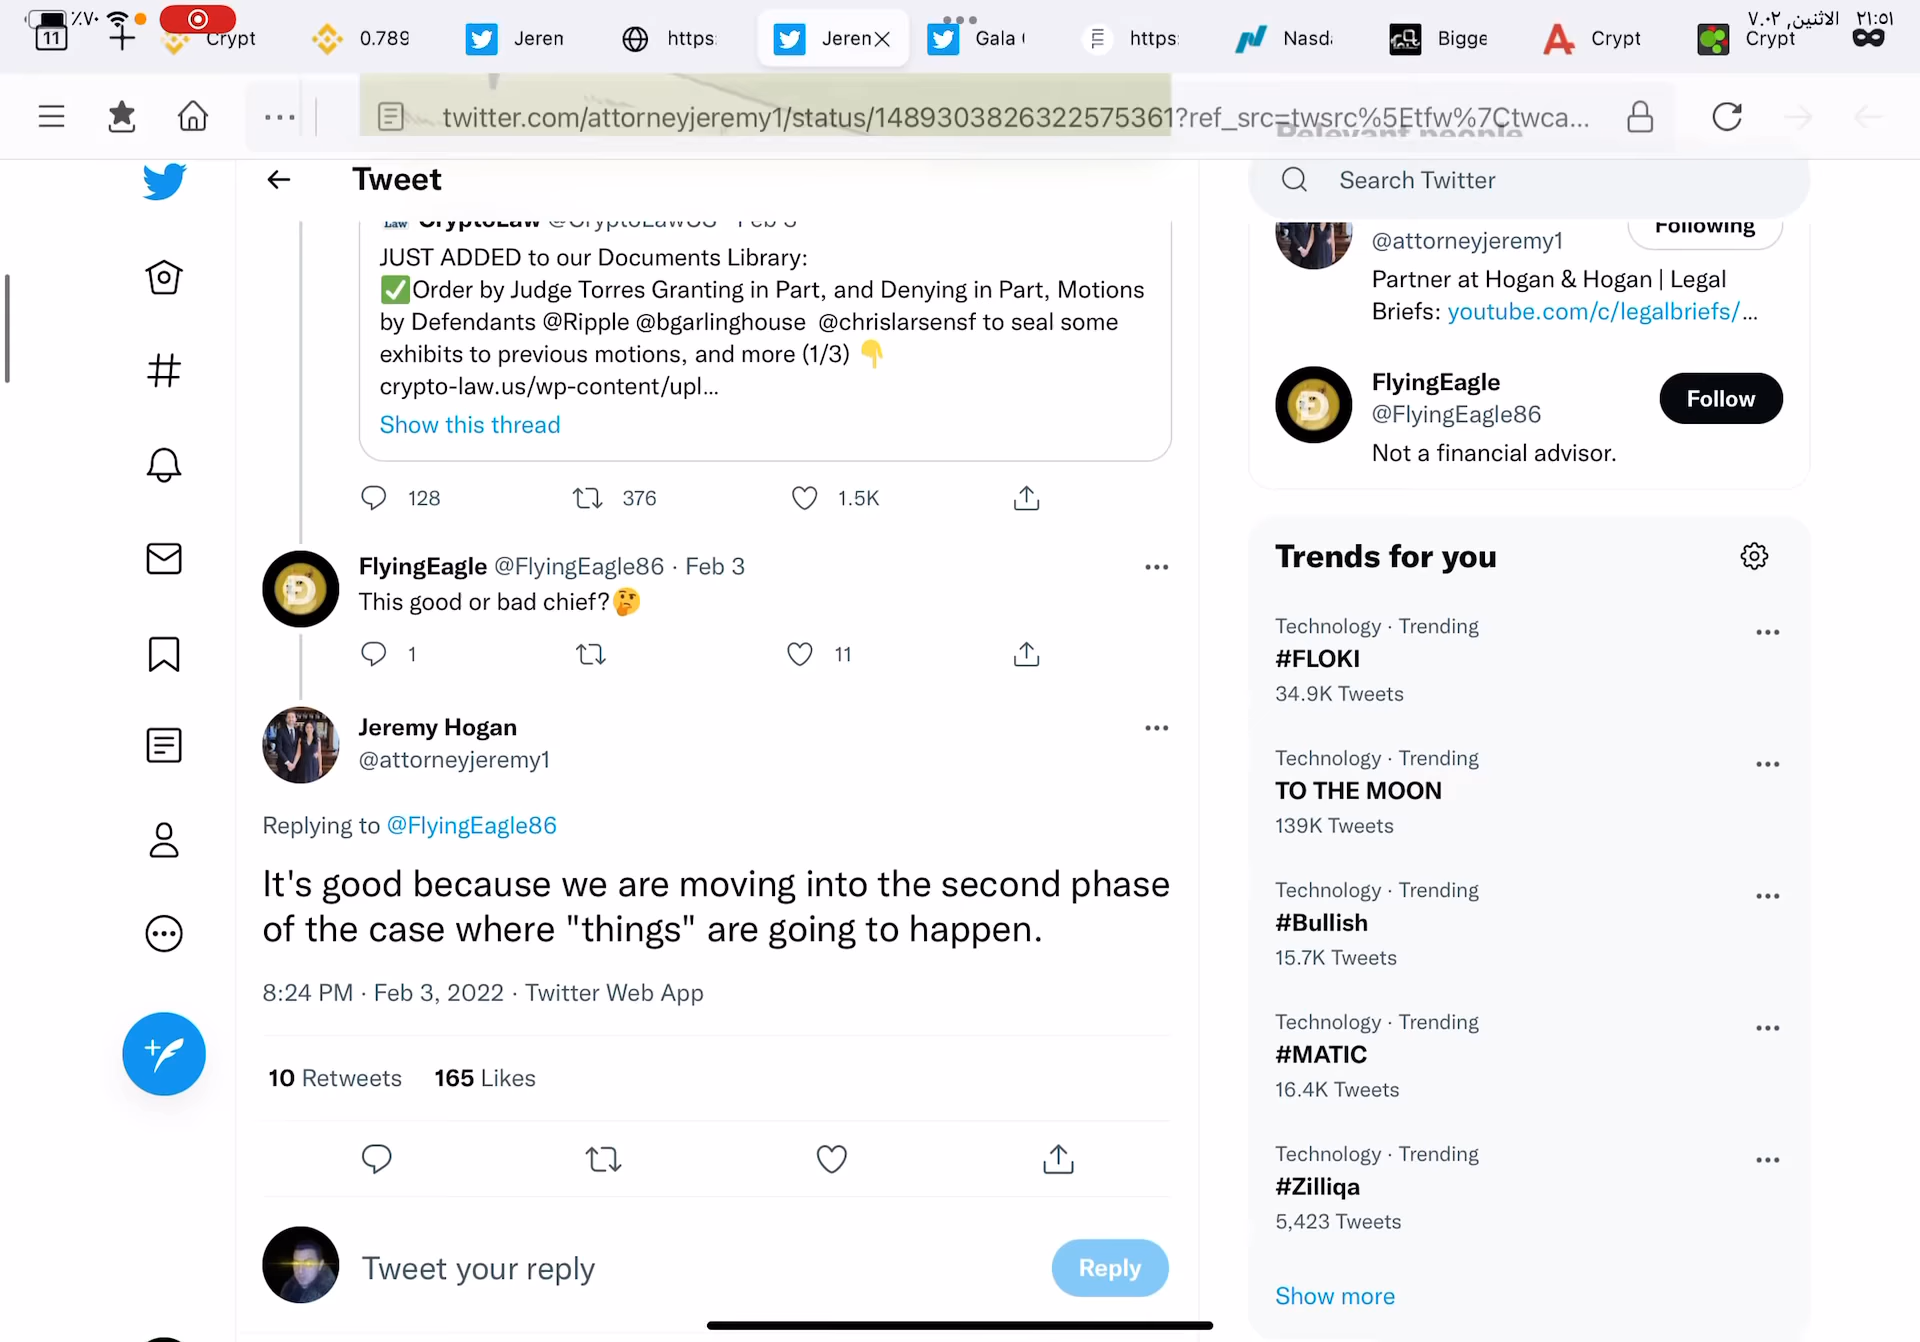 11
٪٧٠
الاثنين, ٧.٠٢
٢١:٥١
Crypt
0.789
Jeren
https:
Jeren
Gala
https:
Nasda
Bigge
Crypt
Crypt
twitter.com/attorneyjeremy1/status/1489303826322575361?ref_src=twsrc%5Etfw%7Ctwca...
Relevant people
Tweet
Search Twitter
Law CryptoLaw @CryptoLawUS · Feb 3
JUST ADDED to our Documents Library:
✅Order by Judge Torres Granting in Part, and Denying in Part, Motions
by Defendants @Ripple @bgarlinghouse @chrislarsensf to seal some
exhibits to previous motions, and more (1/3) 👇
crypto-law.us/wp-content/upl...
Show this thread
128 376 1.5K
FlyingEagle @FlyingEagle86 · Feb 3
This good or bad chief?🤔
1 11
Jeremy Hogan
@attorneyjeremy1
Replying to @FlyingEagle86
It's good because we are moving into the second phase
of the case where "things" are going to happen.
8:24 PM · Feb 3, 2022 · Twitter Web App
10 Retweets 165 Likes
Tweet your reply
Reply
Following
@attorneyjeremy1
Partner at Hogan & Hogan | Legal
Briefs: youtube.com/c/legalbriefs/...
FlyingEagle
@FlyingEagle86
Follow
Not a financial advisor.
Trends for you
Technology · Trending
#FLOKI
34.9K Tweets
Technology · Trending
TO THE MOON
139K Tweets
Technology · Trending
#Bullish
15.7K Tweets
Technology · Trending
#MATIC
16.4K Tweets
Technology · Trending
#Zilliqa
5,423 Tweets
Show more